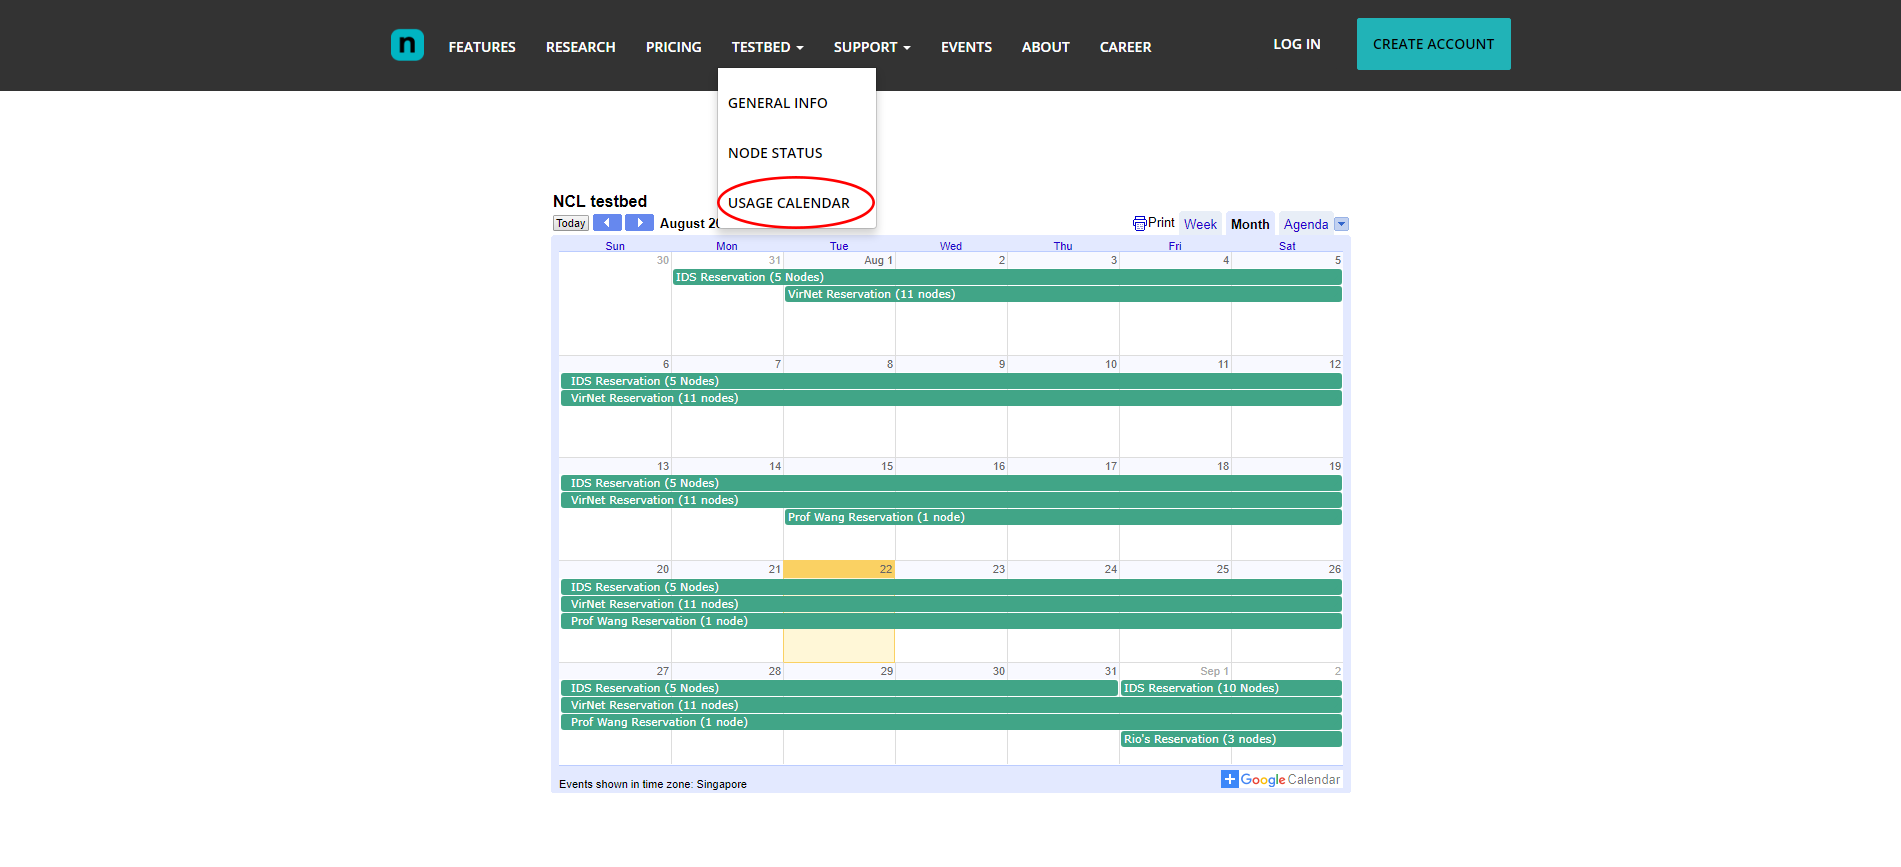 n FEATURES RESEARCH PRICING TESTBED SUPPORT EVENTS ABOUT CAREER LOG IN CREATE ACCOUNT
GENERAL INFO
NODE STATUS
USAGE CALENDAR
NCL testbed
Today August Print Week Month Agenda
Sun Mon Tue Wed Thu Fri Sat
30 31 Aug 1 2 3 4 5
IDS Reservation (5 Nodes)
VirNet Reservation (11 nodes)
6 7 8 9 10 11 12
IDS Reservation (5 Nodes)
VirNet Reservation (11 nodes)
13 14 15 16 17 18 19
IDS Reservation (5 Nodes)
VirNet Reservation (11 nodes)
Prof Wang Reservation (1 node)
20 21 22 23 24 25 26
IDS Reservation (5 Nodes)
VirNet Reservation (11 nodes)
Prof Wang Reservation (1 node)
27 28 29 30 31 Sep 1 2
IDS Reservation (5 Nodes) IDS Reservation (10 Nodes)
VirNet Reservation (11 nodes)
Prof Wang Reservation (1 node)
Rio's Reservation (3 nodes)
Events shown in time zone: Singapore
Google Calendar